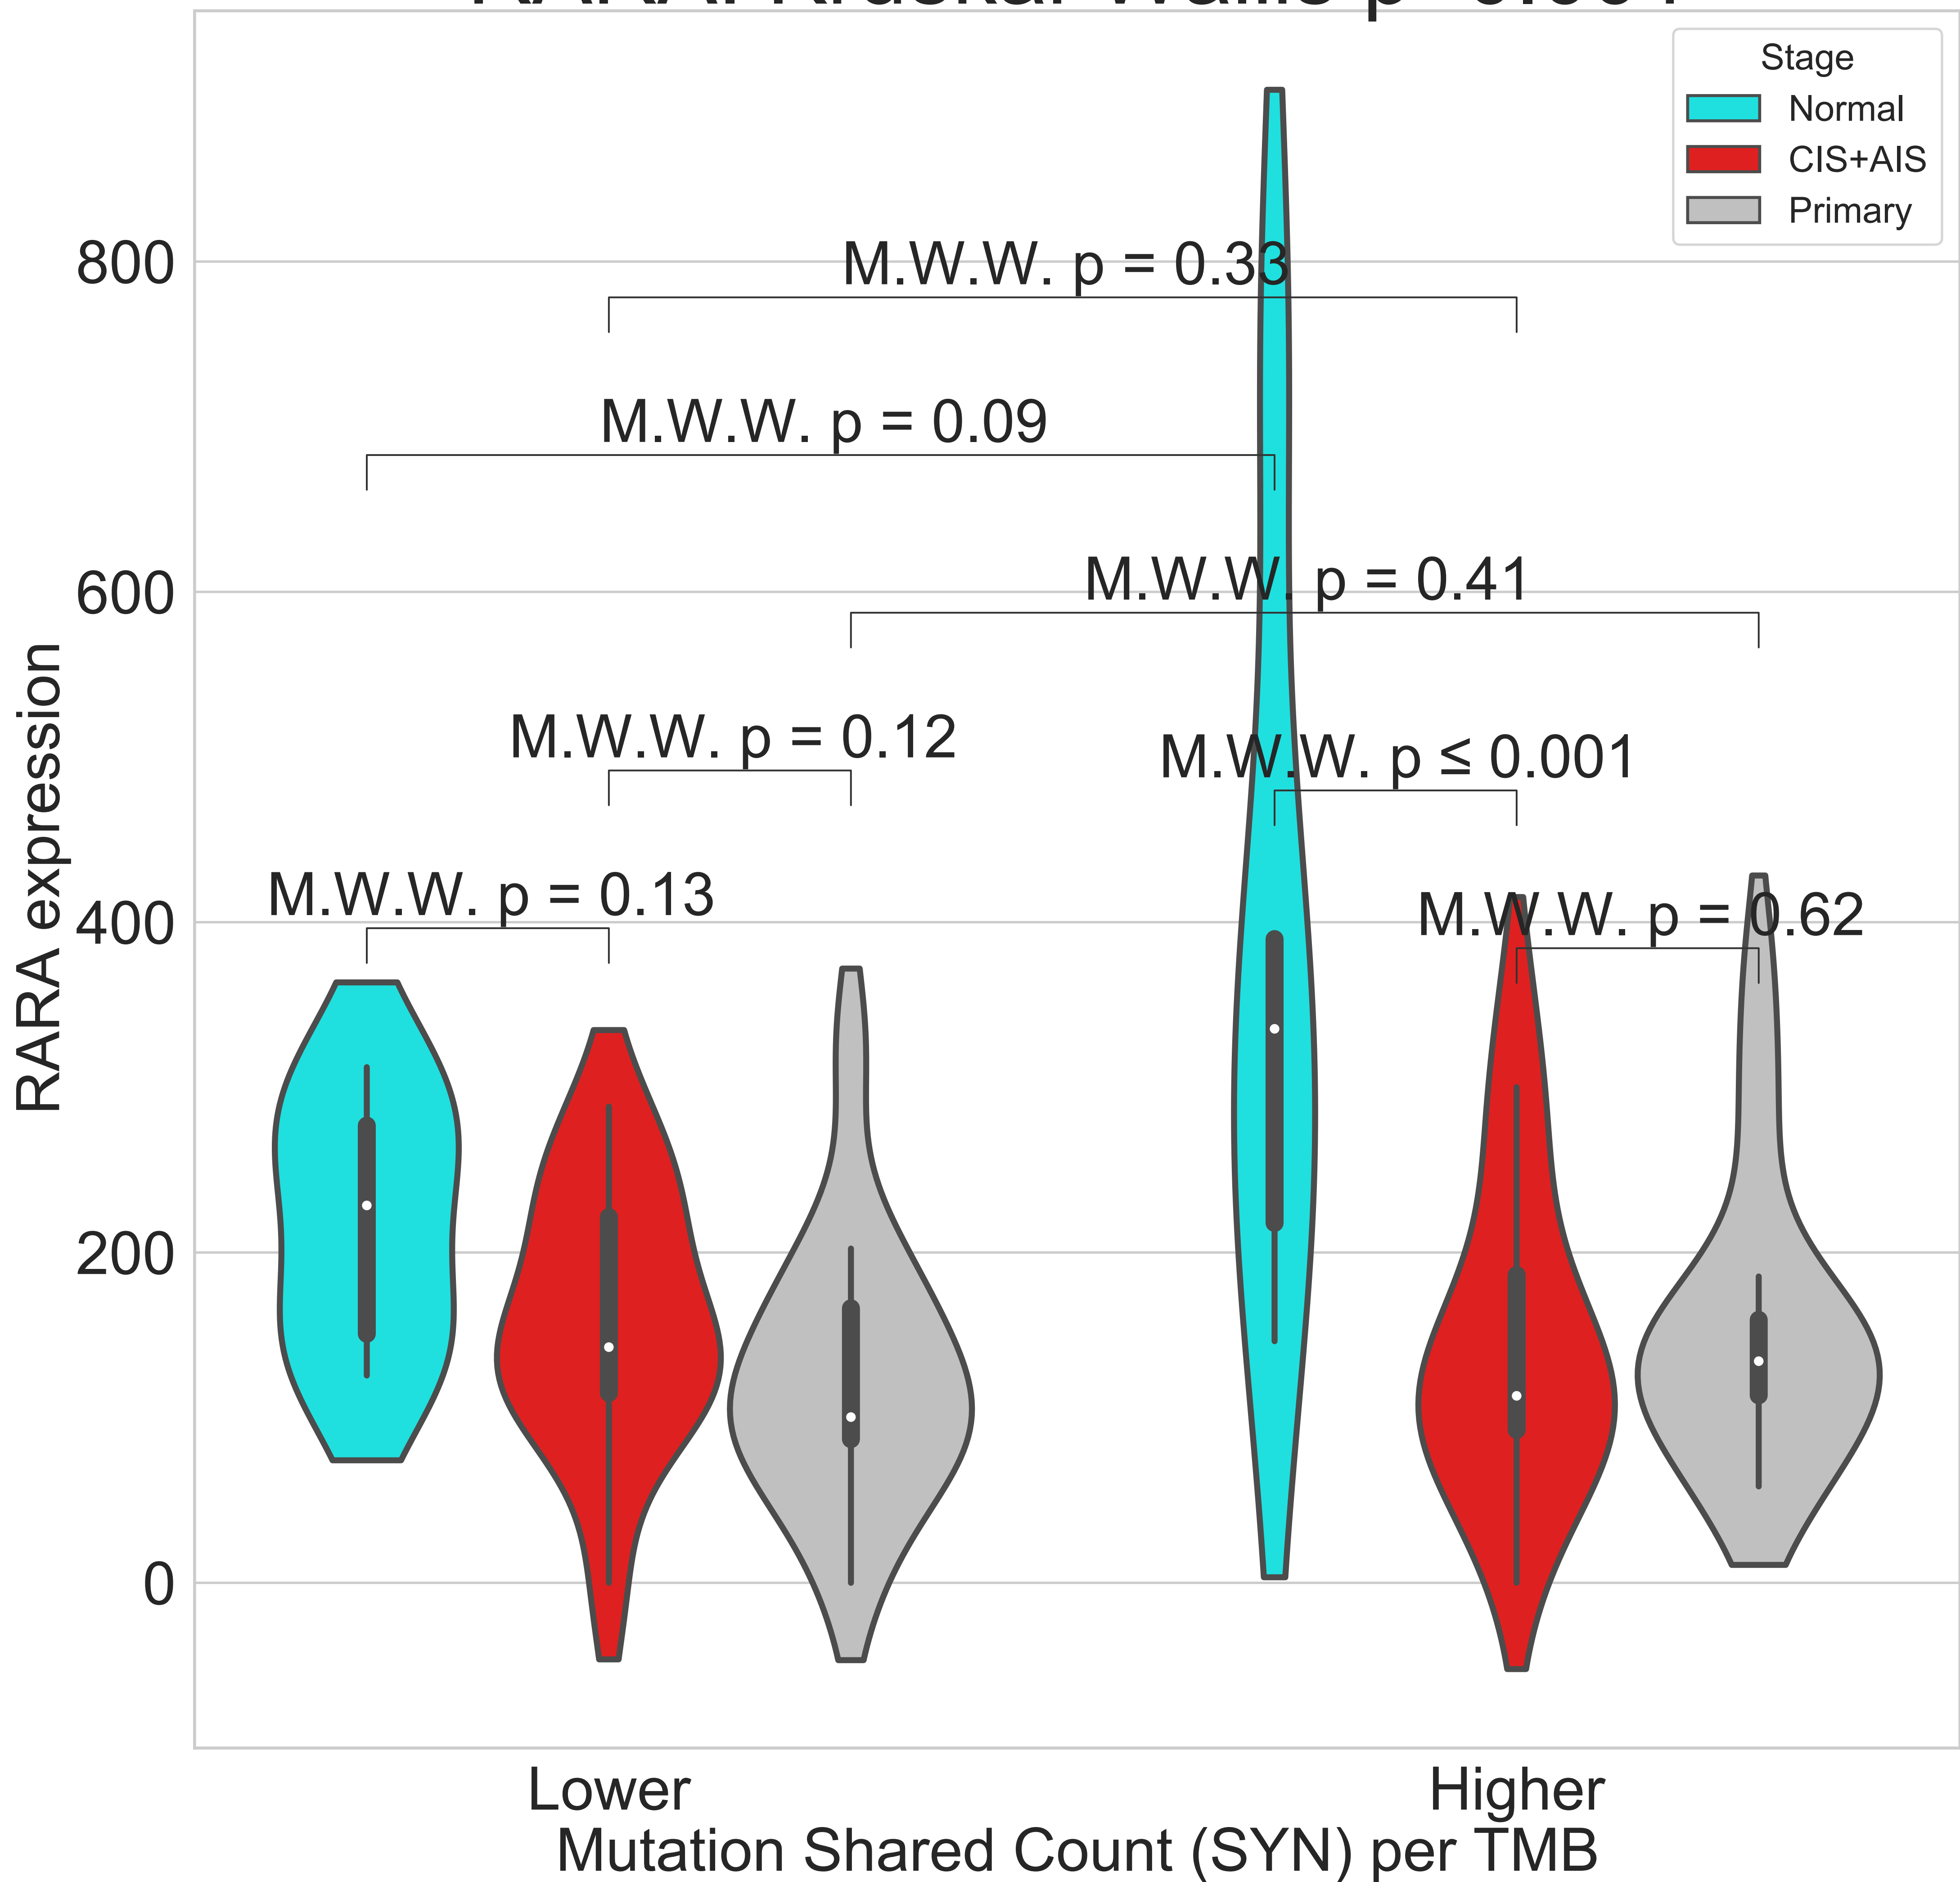 Stage
Normal
CIS+AIS
Primary
800
600
400
200
0
RARA expression
M.W.W. p = 0.33
M.W.W. p = 0.09
M.W.W. p = 0.41
M.W.W. p = 0.12
M.W.W. p ≤ 0.001
M.W.W. p = 0.13
M.W.W. p = 0.62
Lower
Higher
Mutation Shared Count (SYN) per TMB